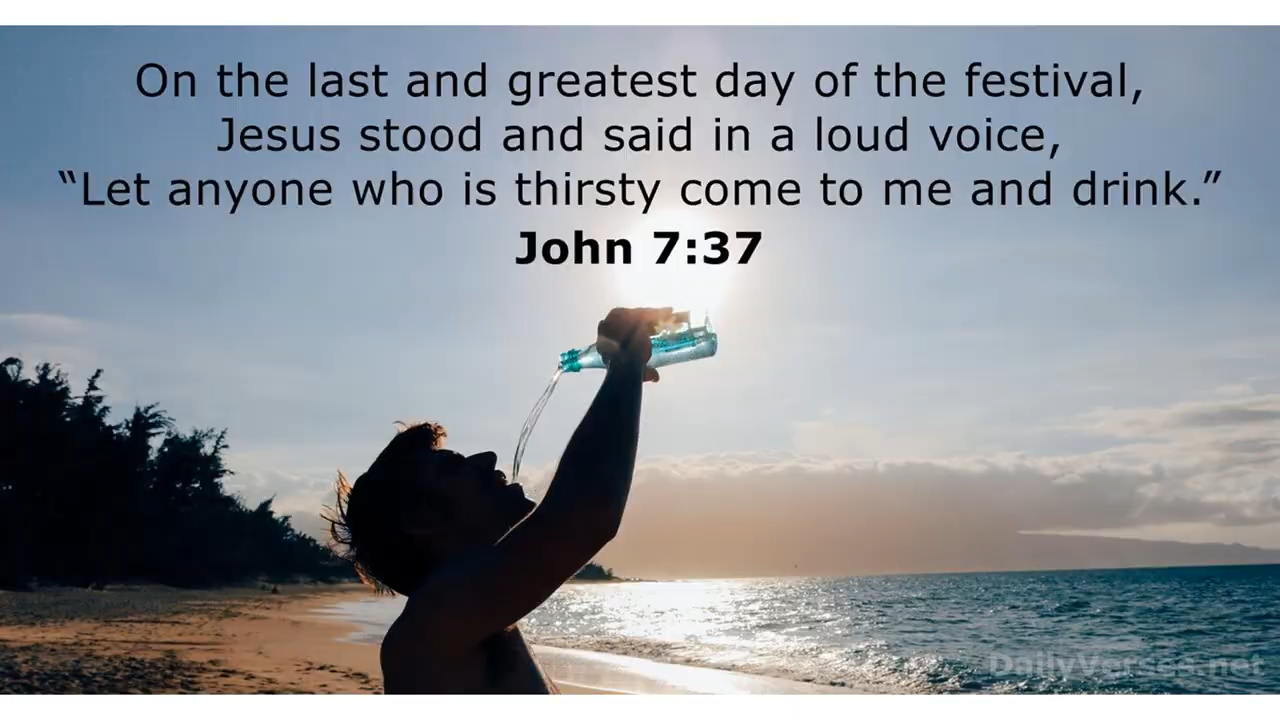 On the last and greatest day of the festival,
Jesus stood and said in a loud voice,
“Let anyone who is thirsty come to me and drink.”
John 7:37
DailyVerses.net